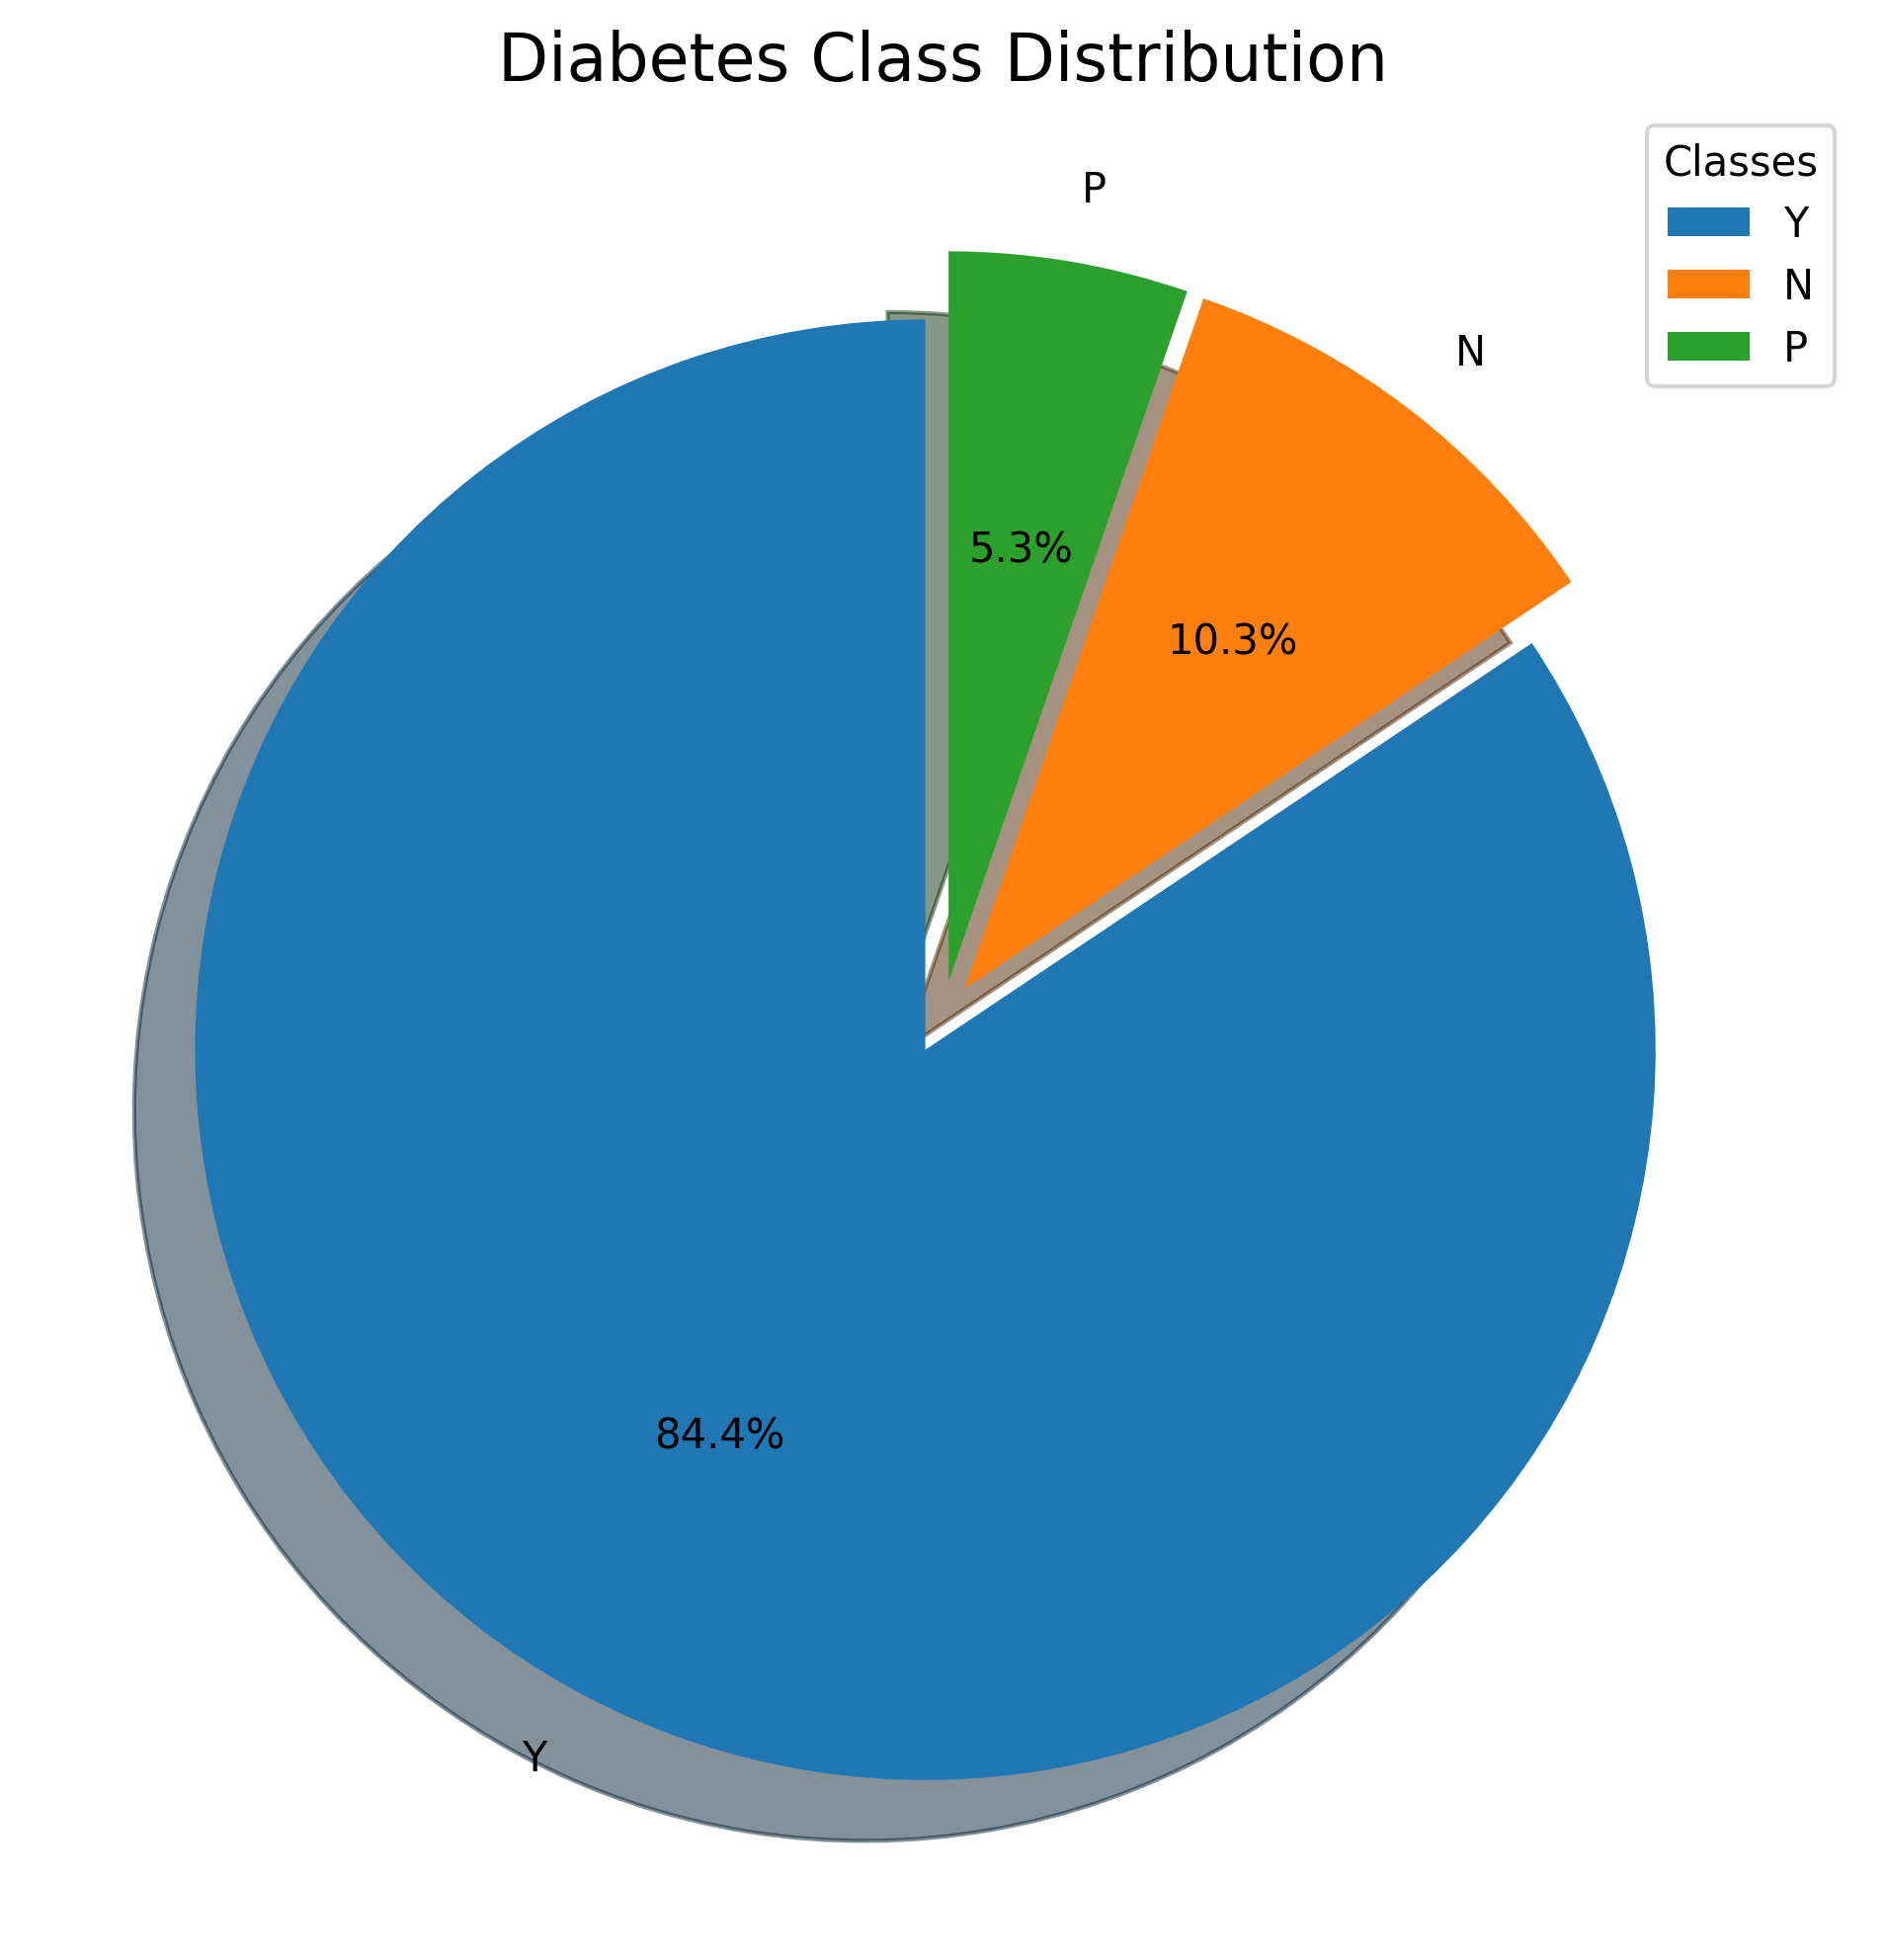 Diabetes Class Distribution
Classes
Y
N
P
P
N
5.3%
10.3%
84.4%
Y